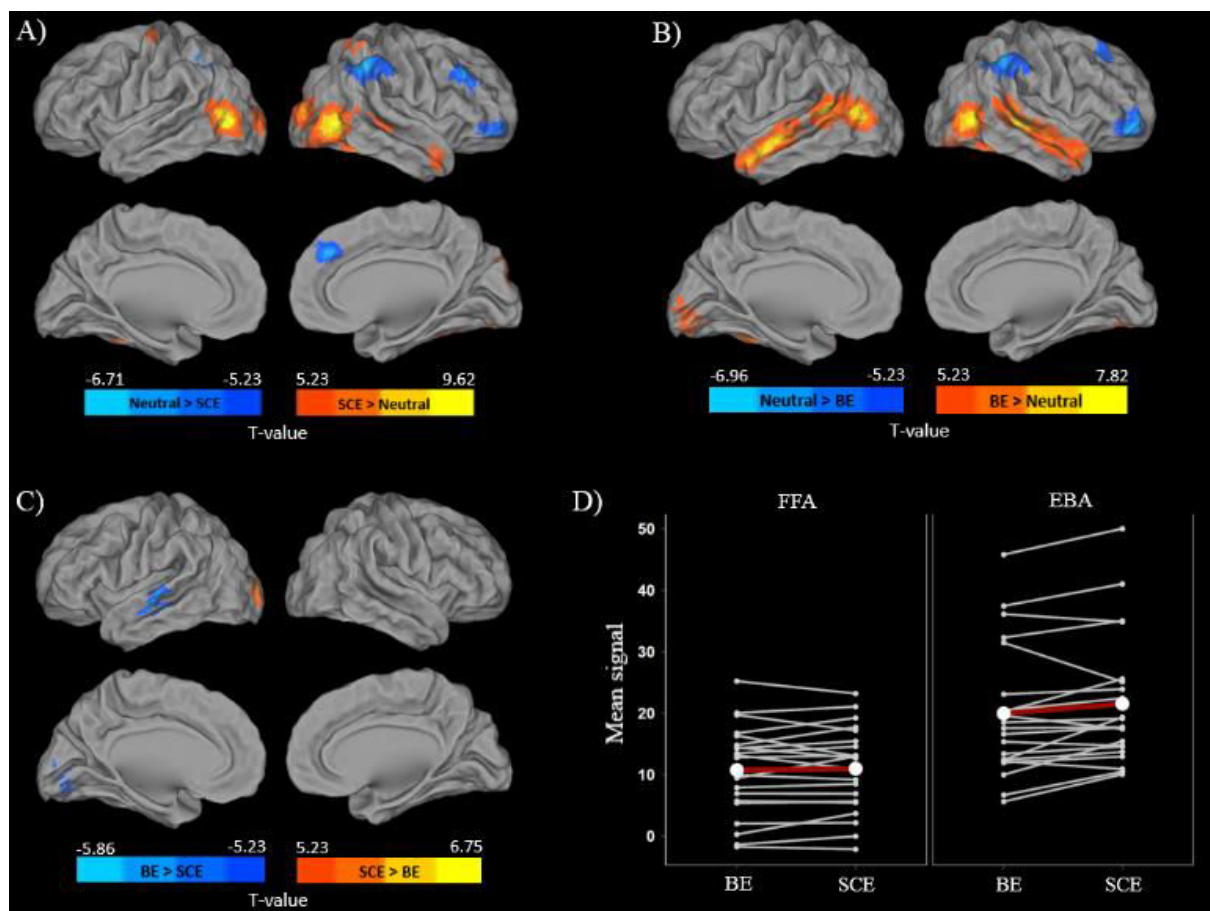 A)
-6.71 -5.23 5.23 9.62
Neutral > SCE SCE > Neutral
T-value
B)
-6.96 -5.23 5.23 7.82
Neutral > BE BE > Neutral
T-value
C)
-5.86 -5.23 5.23 6.75
BE > SCE SCE > BE
T-value
D)
FFA EBA
Mean signal
50
40
30
20
10
0
BE SCE BE SCE